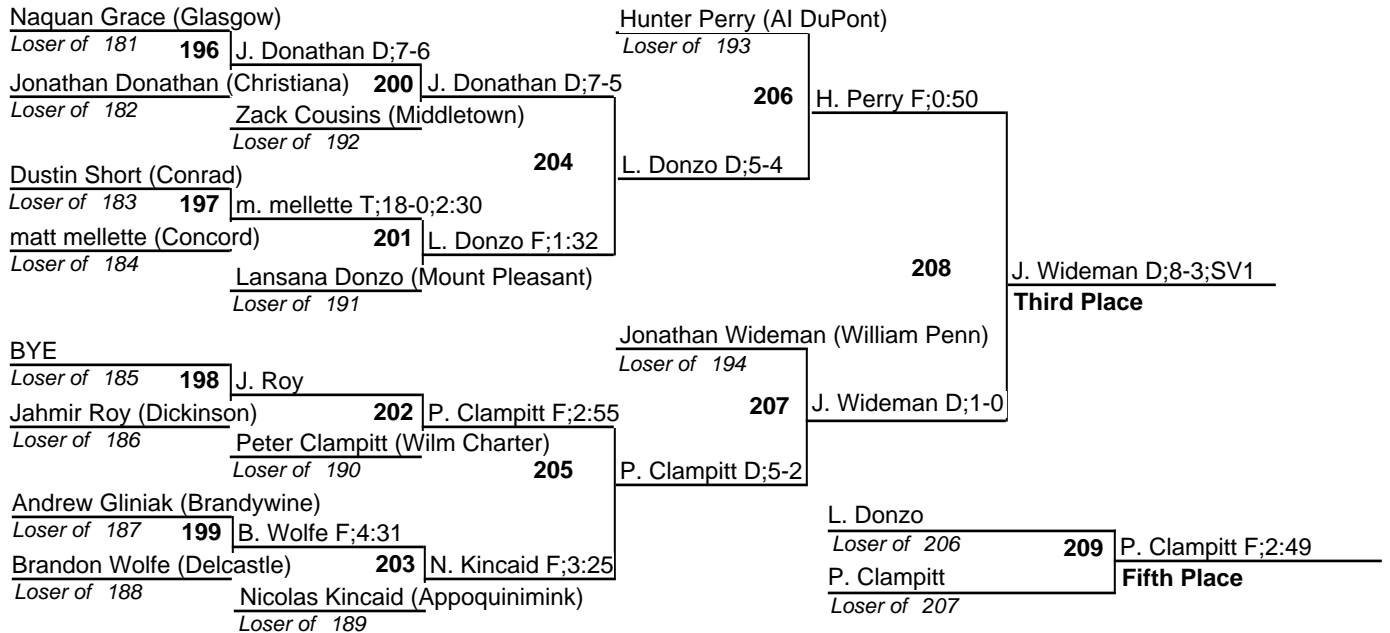 Naquan Grace (Glasgow)
Loser of 181
196
J. Donathan D;7-6
Jonathan Donathan (Christiana)
Loser of 182
200
J. Donathan D;7-5
Zack Cousins (Middletown)
Loser of 192
Dustin Short (Conrad)
Loser of 183
197
m. mellette T;18-0;2:30
matt mellette (Concord)
Loser of 184
201
L. Donzo F;1:32
Lansana Donzo (Mount Pleasant)
Loser of 191
204
L. Donzo D;5-4
Hunter Perry (AI DuPont)
Loser of 193
206
H. Perry F;0:50
BYE
Loser of 185
198
J. Roy
Jahmir Roy (Dickinson)
Loser of 186
202
P. Clampitt F;2:55
Peter Clampitt (Wilm Charter)
Loser of 190
Andrew Gliniak (Brandywine)
Loser of 187
199
B. Wolfe F;4:31
Brandon Wolfe (Delcastle)
Loser of 188
203
N. Kincaid F;3:25
Nicolas Kincaid (Appoquinimink)
Loser of 189
205
P. Clampitt D;5-2
Jonathan Wideman (William Penn)
Loser of 194
207
J. Wideman D;1-0
208
J. Wideman D;8-3;SV1
Third Place
L. Donzo
Loser of 206
209
P. Clampitt F;2:49
P. Clampitt
Loser of 207
Fifth Place